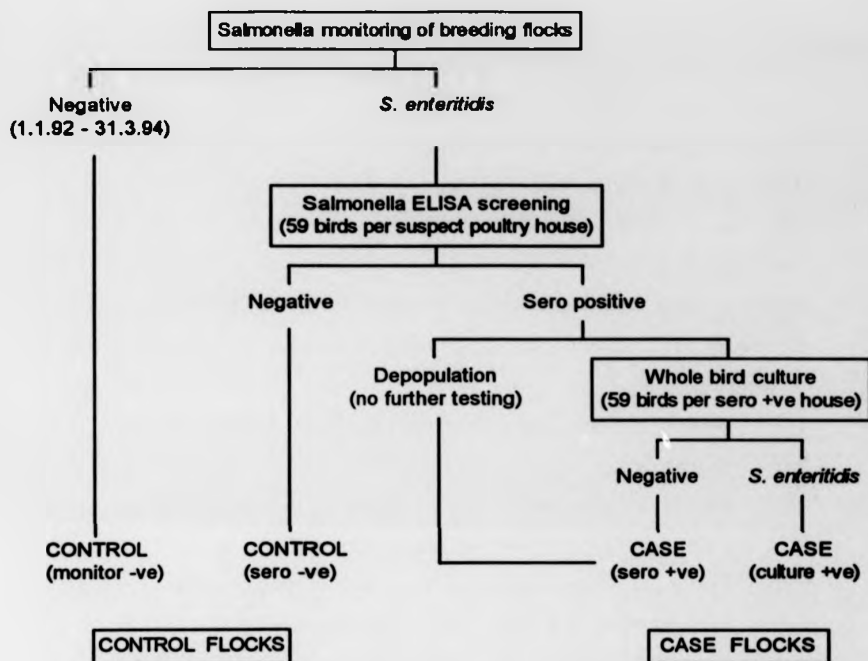 Salmonella monitoring of breeding flocks
Negative
(1.1.92 - 31.3.94)
S. enteritidis
Salmonella ELISA screening
(59 birds per suspect poultry house)
Negative
Sero positive
Depopulation
(no further testing)
Whole bird culture
(59 birds per sero +ve house)
Negative
S. enteritidis
CONTROL
(monitor -ve)
CONTROL
(sero -ve)
CASE
(sero +ve)
CASE
(culture +ve)
CONTROL FLOCKS
CASE FLOCKS